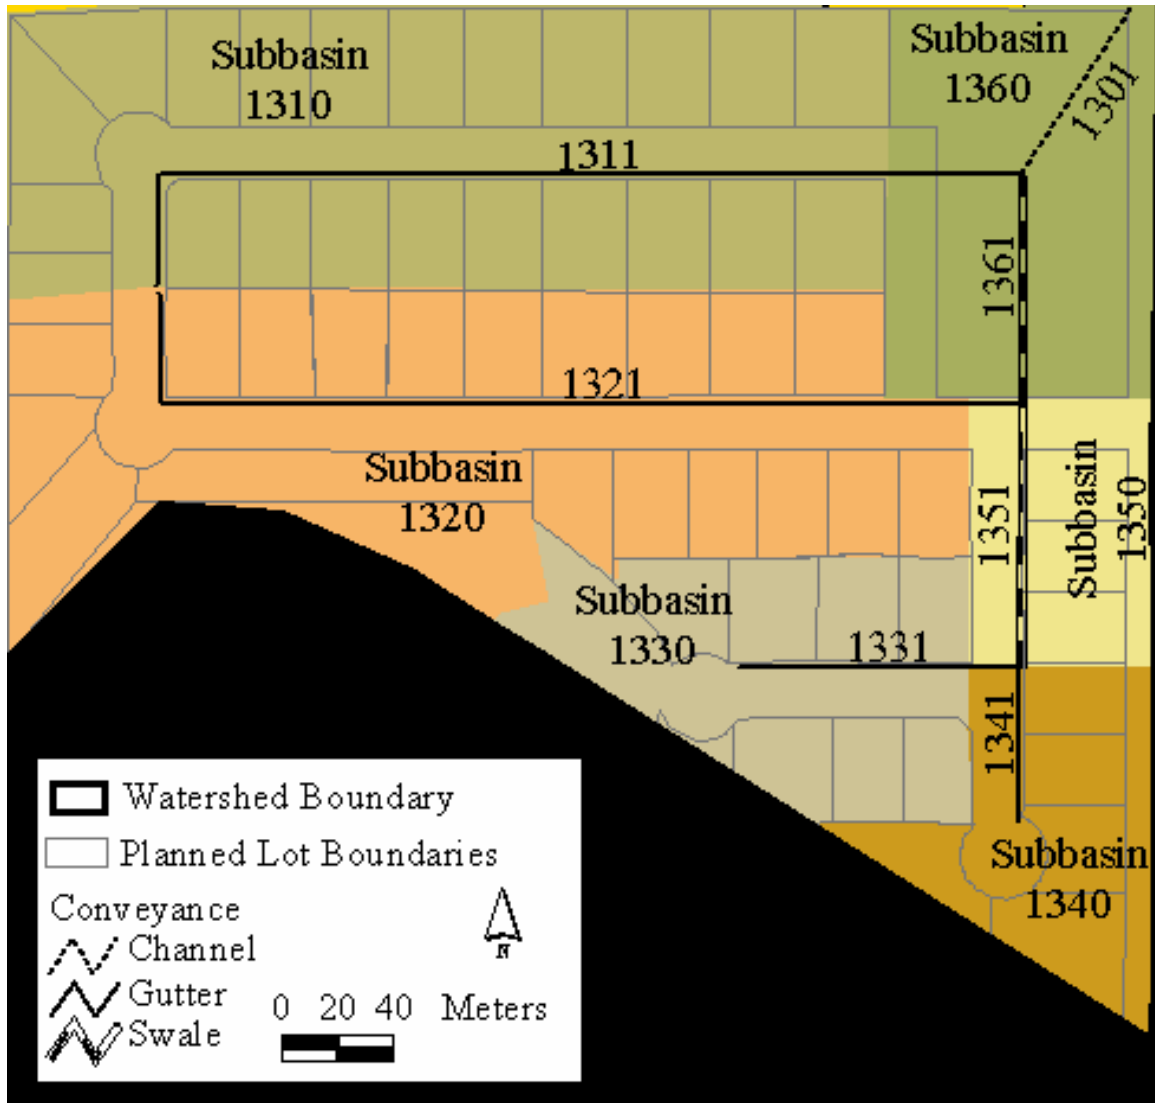 Subbasin
1310
Subbasin
1360
1301
1311
1361
1321
Subbasin
1320
1351
Subbasin
1350
Subbasin
1330
1331
1341
Subbasin
1340
Watershed Boundary
Planned Lot Boundaries
Conveyance
Channel
Gutter
Swale
N
0 20 40 Meters